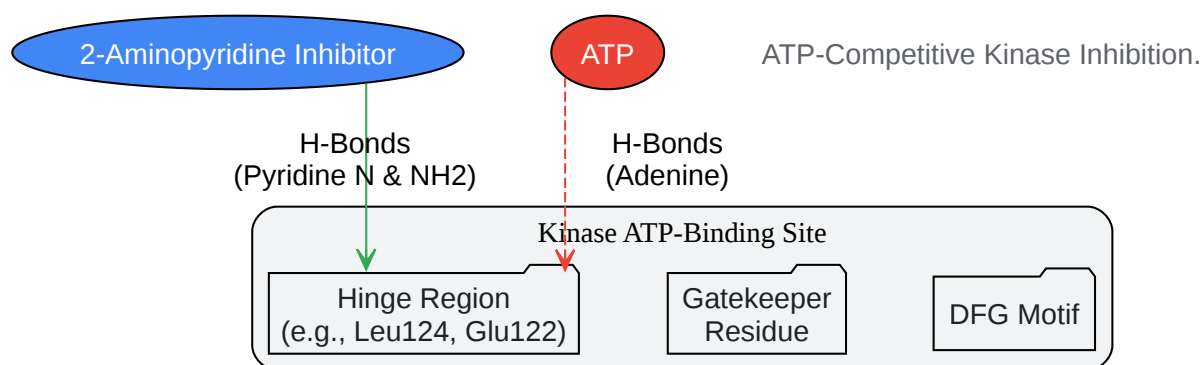 2-Aminopyridine Inhibitor
ATP
ATP-Competitive Kinase Inhibition.
H-Bonds
(Pyridine N & NH2)
H-Bonds
(Adenine)
Kinase ATP-Binding Site
Hinge Region
(e.g., Leu124, Glu122)
Gatekeeper
Residue
DFG Motif